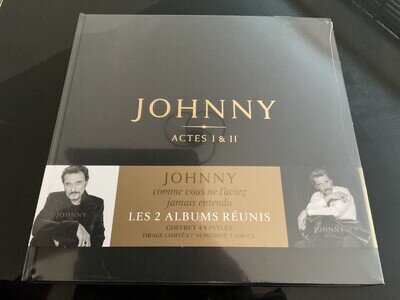 JOHNNY
ACTES I & II
JOHNNY
comme vous ne l'aviez
jamais entendu
LES 2 ALBUMS RÉUNIS
COFFRET 4 VINYLES
TIRAGE LIMITÉ ET NUMÉROTÉ 2.000 EX.
JOHNNY
JOHNNY